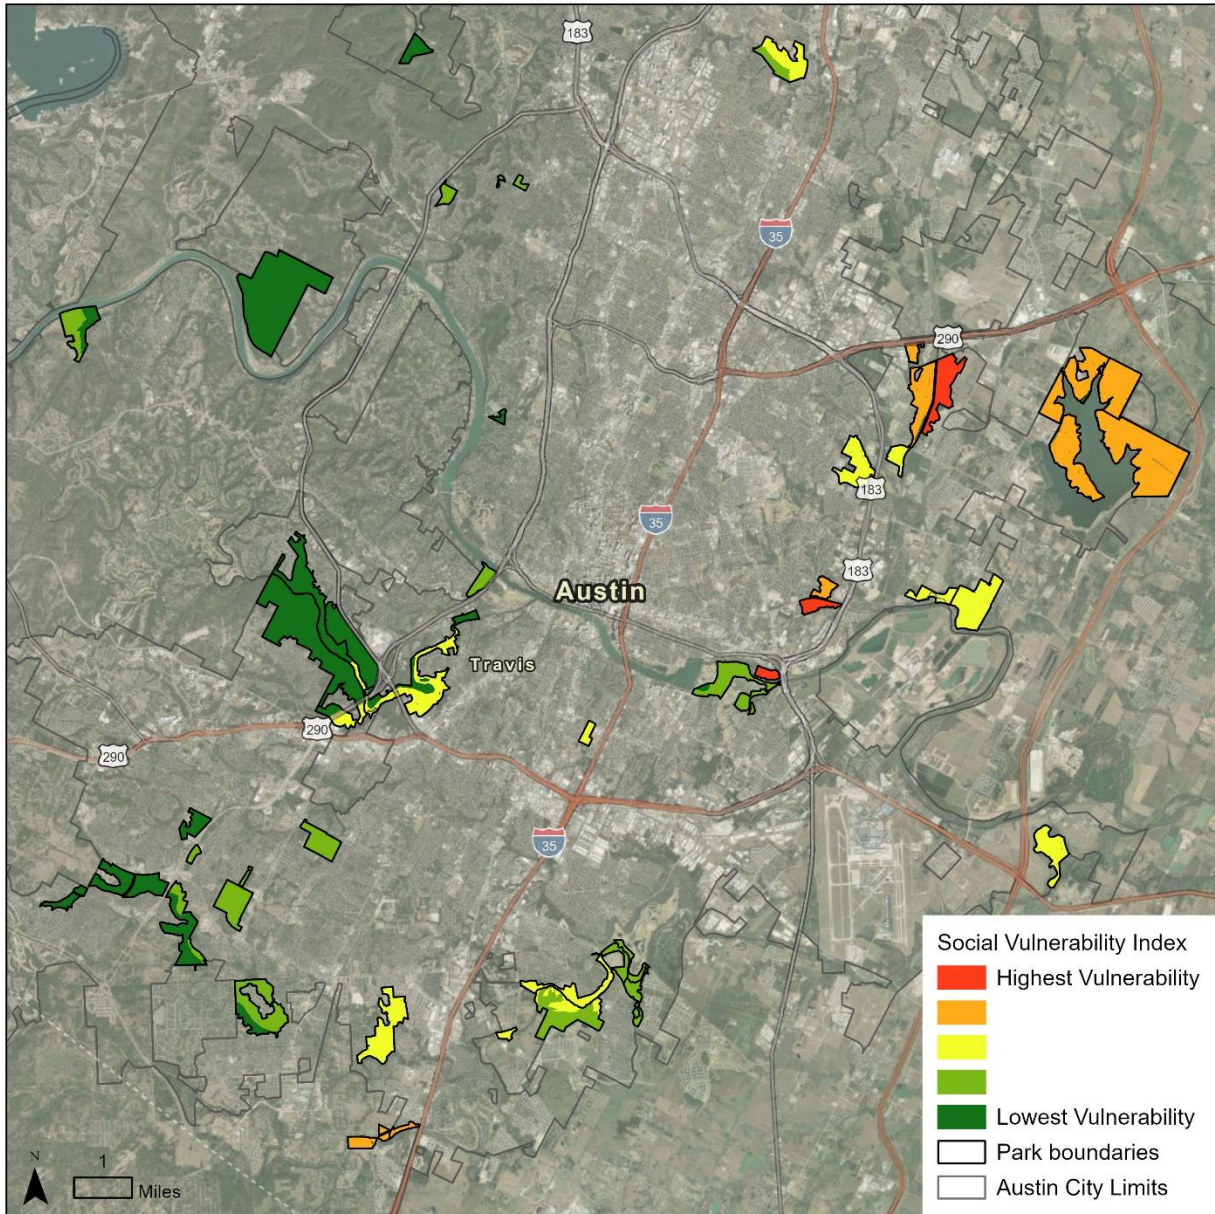 183
35
290
183
35
183
Austin
Travis
290
290
35
Social Vulnerability Index
Highest Vulnerability
Lowest Vulnerability
Park boundaries
Austin City Limits
N
1
Miles